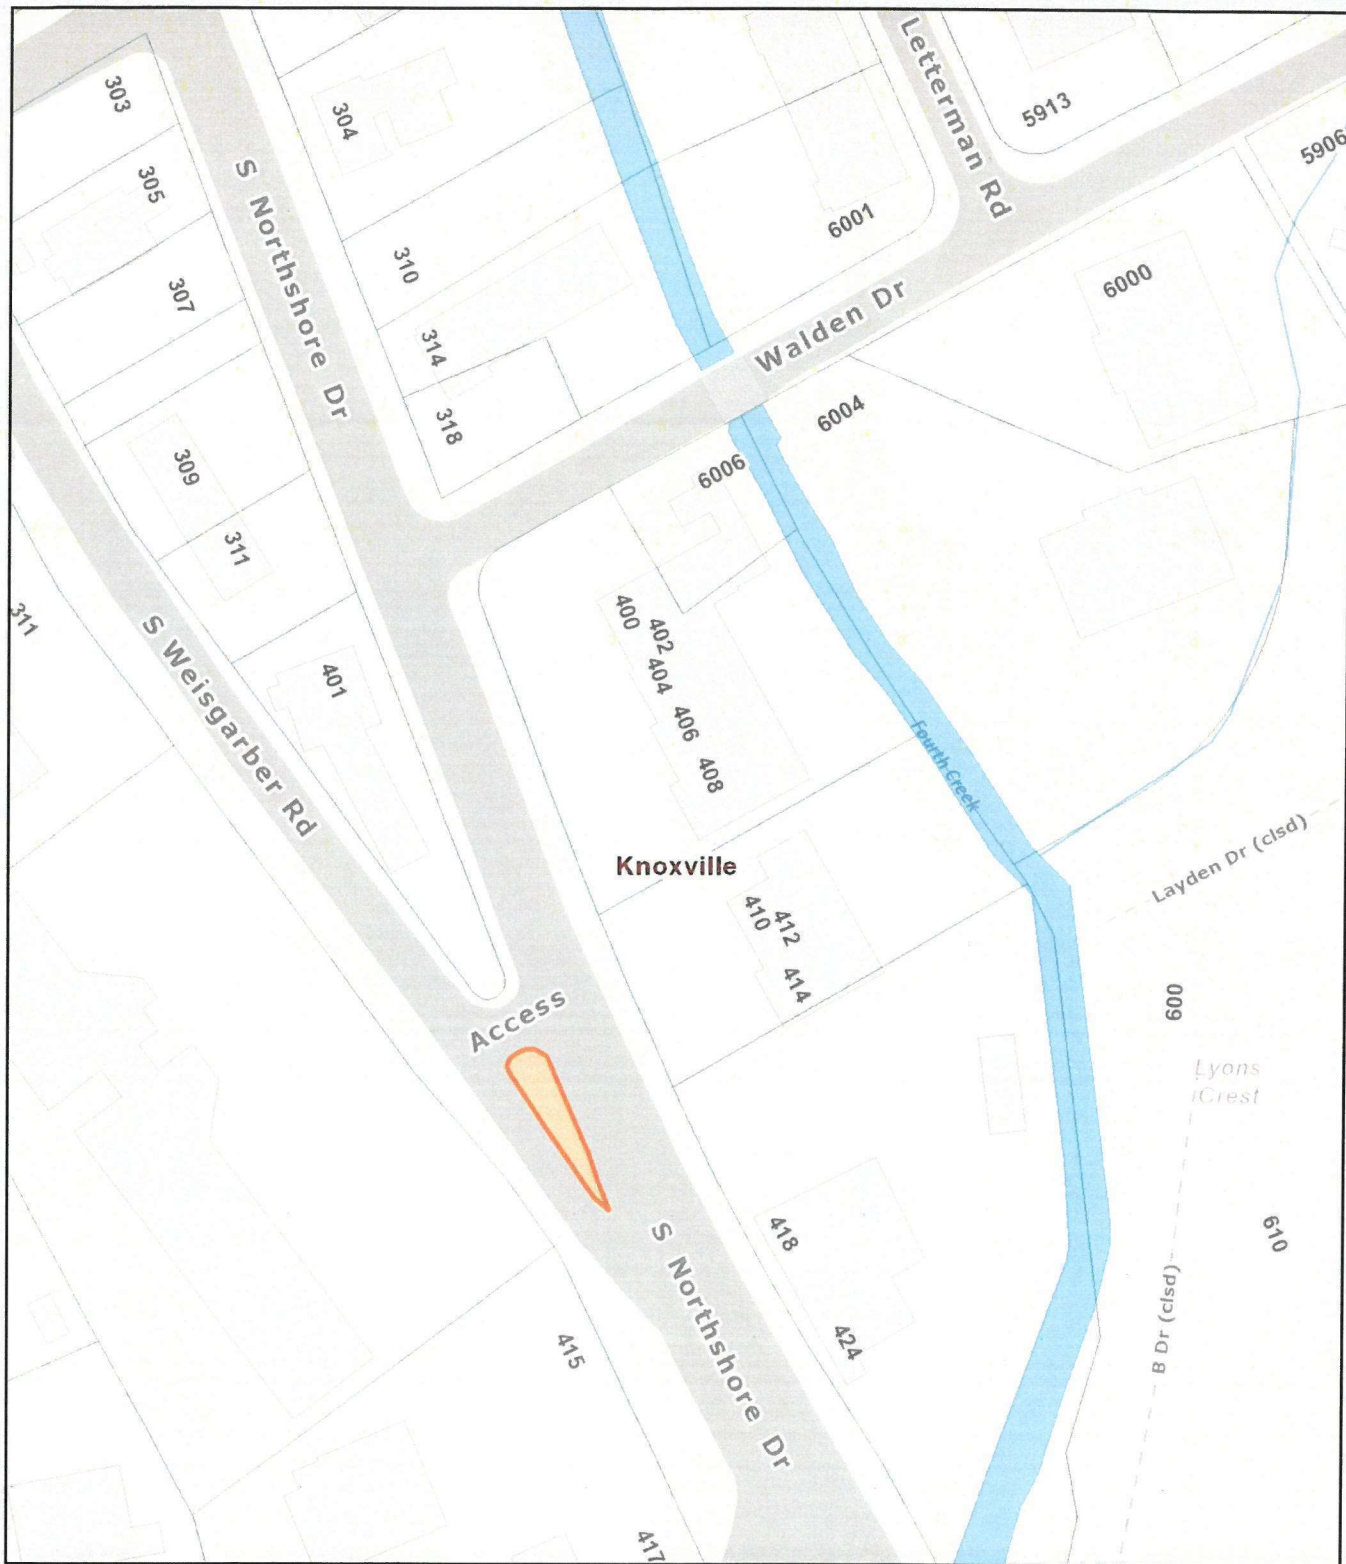 303
304
305
307
309
311
401
311
S Northshore Dr
310
314
318
Letterman Rd
5913
5906
6001
6000
Walden Dr
6004
6006
S Weisgarber Rd
400
402
404
406
408
Fourth Creek
Knoxville
410
412
414
Layden Dr (clsd)
600
Lyons
Crest
Access
S Northshore Dr
418
424
610
B Dr (clsd)
415
417